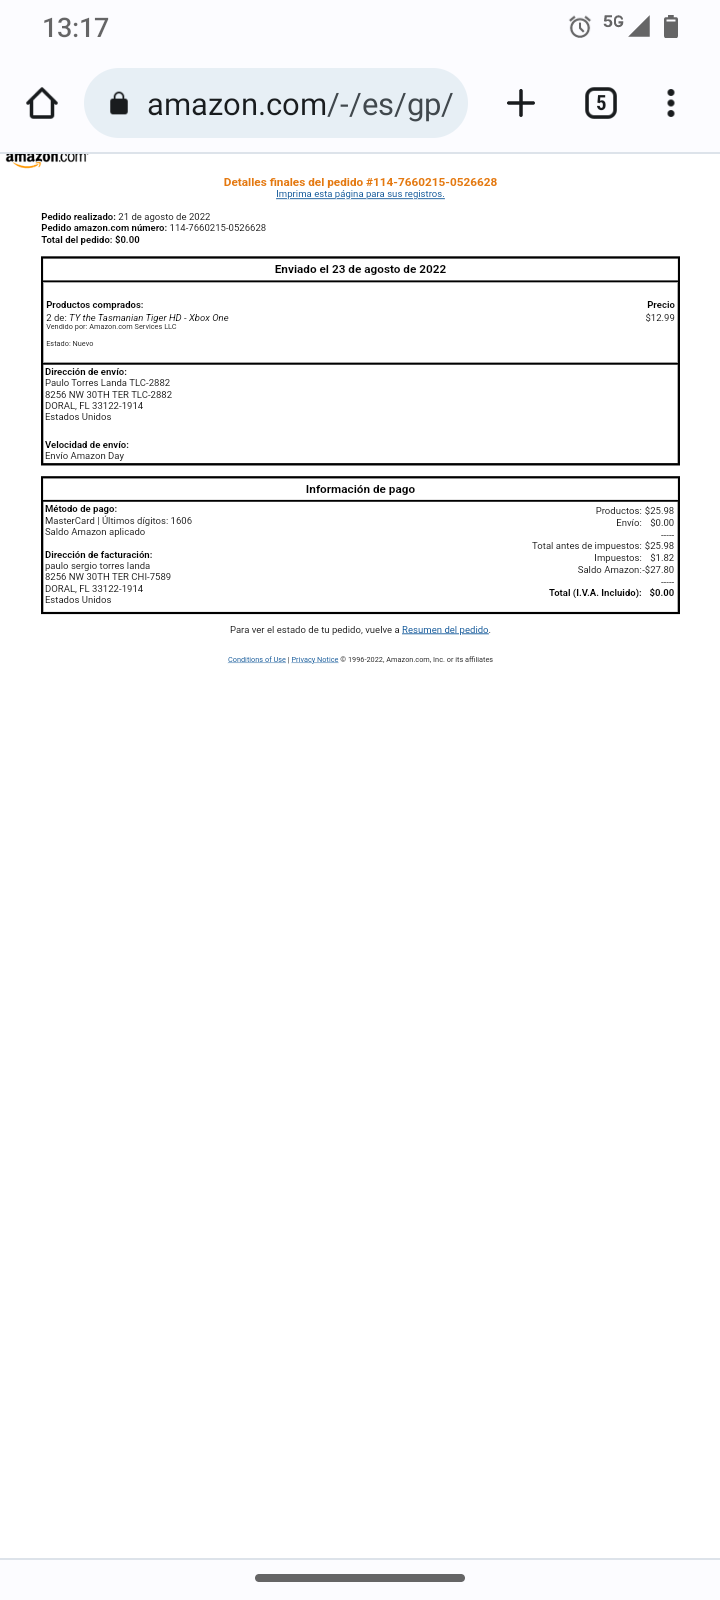 13:17
5G
amazon.com/-/es/gp/
5
amazon.com
Detalles finales del pedido #114-7660215-0526628
Imprima esta página para sus registros.
Pedido realizado: 21 de agosto de 2022
Pedido amazon.com número: 114-7660215-0526628
Total del pedido: $0.00
Enviado el 23 de agosto de 2022
Productos comprados: Precio
2 de: TY the Tasmanian Tiger HD - Xbox One $12.99
Vendido por: Amazon.com Services LLC
Estado: Nuevo
Dirección de envío:
Paulo Torres Landa TLC-2882
8256 NW 30TH TER TLC-2882
DORAL, FL 33122-1914
Estados Unidos
Velocidad de envío:
Envío Amazon Day
Información de pago
Método de pago:
MasterCard | Últimos dígitos: 1606
Saldo Amazon aplicado
Dirección de facturación:
paulo sergio torres landa
8256 NW 30TH TER CHI-7589
DORAL, FL 33122-1914
Estados Unidos
Productos: $25.98
Envío: $0.00
-----
Total antes de impuestos: $25.98
Impuestos: $1.82
Saldo Amazon:-$27.80
-----
Total (I.V.A. Incluido): $0.00
Para ver el estado de tu pedido, vuelve a Resumen del pedido.
Conditions of Use | Privacy Notice © 1996-2022, Amazon.com, Inc. or its affiliates